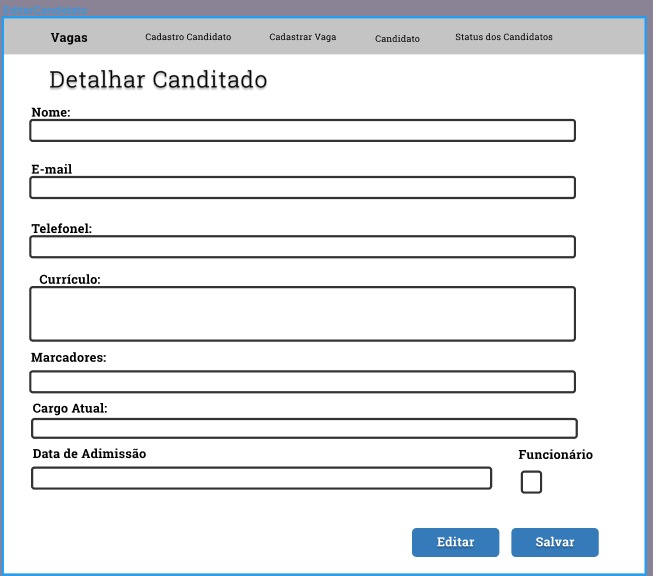 EditarCandidato
Vagas Cadastro Candidato Cadastrar Vaga Candidato Status dos Candidatos
Detalhar Canditado
Nome:
E-mail
Telefonel:
Currículo:
Marcadores:
Cargo Atual:
Data de Adimissão Funcionário
Editar Salvar